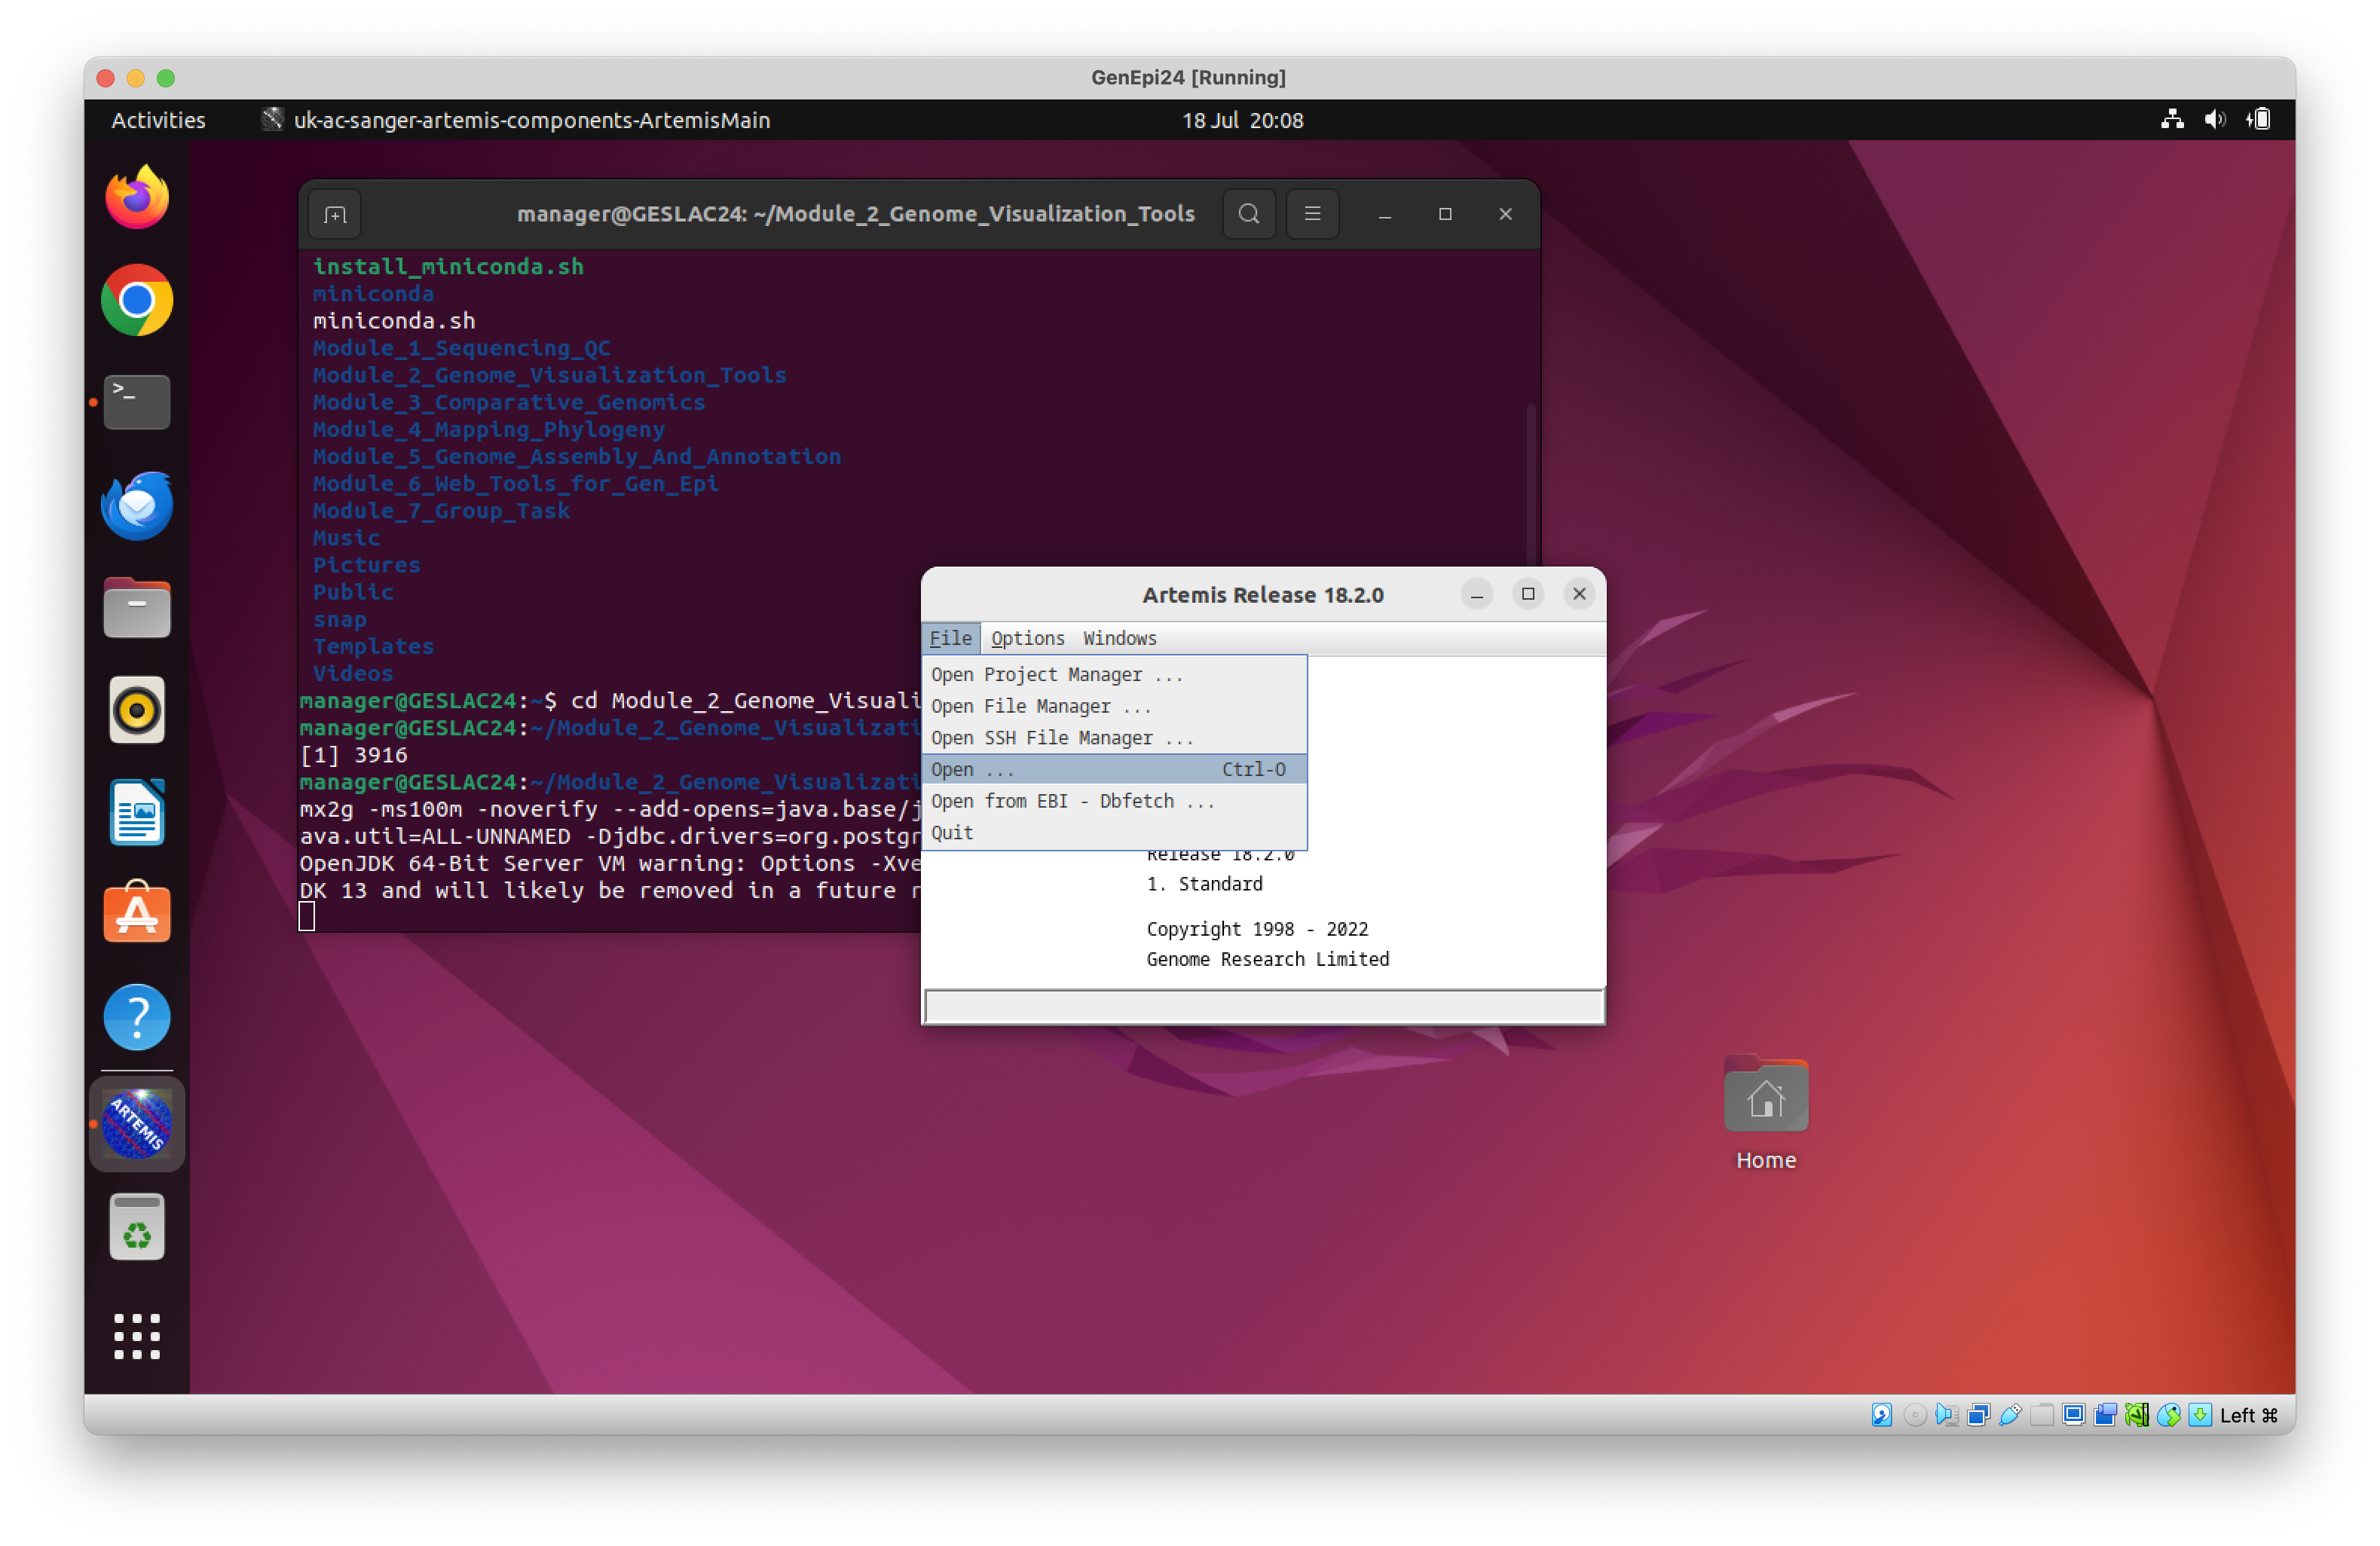 GenEpi24 [Running]
Activities
uk-ac-sanger-artemis-components-ArtemisMain
18 Jul 20:08
manager@GESLAC24: ~/Module_2_Genome_Visualization_Tools
install_miniconda.sh
miniconda
miniconda.sh
Module_1_Sequencing_QC
Module_2_Genome_Visualization_Tools
Module_3_Comparative_Genomics
Module_4_Mapping_Phylogeny
Module_5_Genome_Assembly_And_Annotation
Module_6_Web_Tools_for_Gen_Epi
Module_7_Group_Task
Music
Pictures
Public
snap
Templates
Videos
manager@GESLAC24:~$ cd Module_2_Genome_Visuali
manager@GESLAC24:~/Module_2_Genome_Visualizati
[1] 3916
manager@GESLAC24:~/Module_2_Genome_Visualizati
mx2g -ms100m -noverify --add-opens=java.base/j
ava.util=ALL-UNNAMED -Djdbc.drivers=org.postgr
OpenJDK 64-Bit Server VM warning: Options -Xve
DK 13 and will likely be removed in a future r
Artemis Release 18.2.0
File Options Windows
Open Project Manager ...
Open File Manager ...
Open SSH File Manager ...
Open ... Ctrl-O
Open from EBI - Dbfetch ...
Quit
Release 18.2.0
1. Standard
Copyright 1998 - 2022
Genome Research Limited
ARTEMIS
Home
Left ⌘